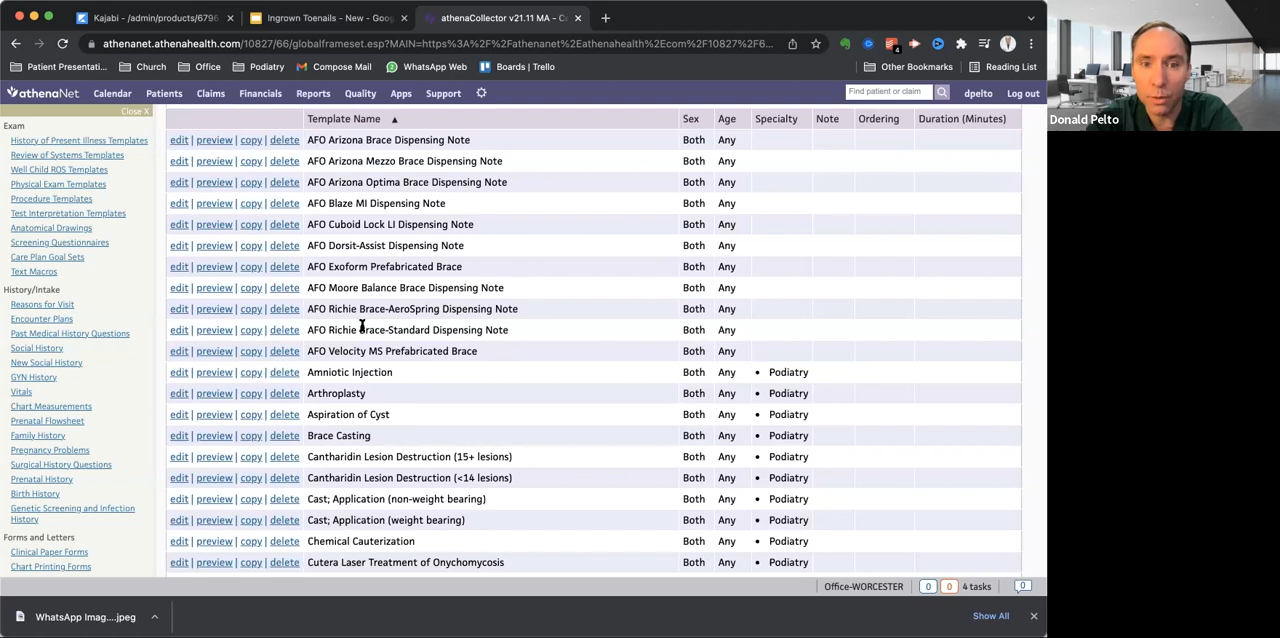 Kajabi - /admin/products/6796
Ingrown Toenails - New - Goog
athenaCollector v21.11 MA - C
athenanet.athenahealth.com/10827/66/globalframeset.esp?MAIN=https%3A%2F%2Fathenanet%2Eathenahealth%2Ecom%2F10827%2F6...
Patient Presentati...
Church
Office
Podiatry
Compose Mail
WhatsApp Web
Boards | Trello
Other Bookmarks
Reading List
athenaNet
Calendar
Patients
Claims
Financials
Reports
Quality
Apps
Support
Find patient or claim
dpelto
Log out
Donald Pelto
Close X
Exam
History of Present Illness Templates
Review of Systems Templates
Well Child ROS Templates
Physical Exam Templates
Procedure Templates
Test Interpretation Templates
Anatomical Drawings
Screening Questionnaires
Care Plan Goal Sets
Text Macros
History/Intake
Reasons for Visit
Encounter Plans
Past Medical History Questions
Social History
New Social History
GYN History
Vitals
Chart Measurements
Prenatal Flowsheet
Family History
Pregnancy Problems
Surgical History Questions
Prenatal History
Birth History
Genetic Screening and Infection
History
Forms and Letters
Clinical Paper Forms
Chart Printing Forms
Template Name ▲ Sex Age Specialty Note Ordering Duration (Minutes)
edit | preview | copy | delete AFO Arizona Brace Dispensing Note Both Any
edit | preview | copy | delete AFO Arizona Mezzo Brace Dispensing Note Both Any
edit | preview | copy | delete AFO Arizona Optima Brace Dispensing Note Both Any
edit | preview | copy | delete AFO Blaze MI Dispensing Note Both Any
edit | preview | copy | delete AFO Cuboid Lock LI Dispensing Note Both Any
edit | preview | copy | delete AFO Dorsit-Assist Dispensing Note Both Any
edit | preview | copy | delete AFO Exoform Prefabricated Brace Both Any
edit | preview | copy | delete AFO Moore Balance Brace Dispensing Note Both Any
edit | preview | copy | delete AFO Richie Brace-AeroSpring Dispensing Note Both Any
edit | preview | copy | delete AFO Richie Brace-Standard Dispensing Note Both Any
edit | preview | copy | delete AFO Velocity MS Prefabricated Brace Both Any
edit | preview | copy | delete Amniotic Injection Both Any • Podiatry
edit | preview | copy | delete Arthroplasty Both Any • Podiatry
edit | preview | copy | delete Aspiration of Cyst Both Any • Podiatry
edit | preview | copy | delete Brace Casting Both Any • Podiatry
edit | preview | copy | delete Cantharidin Lesion Destruction (15+ lesions) Both Any • Podiatry
edit | preview | copy | delete Cantharidin Lesion Destruction (<14 lesions) Both Any • Podiatry
edit | preview | copy | delete Cast; Application (non-weight bearing) Both Any • Podiatry
edit | preview | copy | delete Cast; Application (weight bearing) Both Any • Podiatry
edit | preview | copy | delete Chemical Cauterization Both Any • Podiatry
edit | preview | copy | delete Cutera Laser Treatment of Onychomycosis Both Any • Podiatry
Office-WORCESTER 0 0 4 tasks 0
WhatsApp Imag....jpeg
Show All